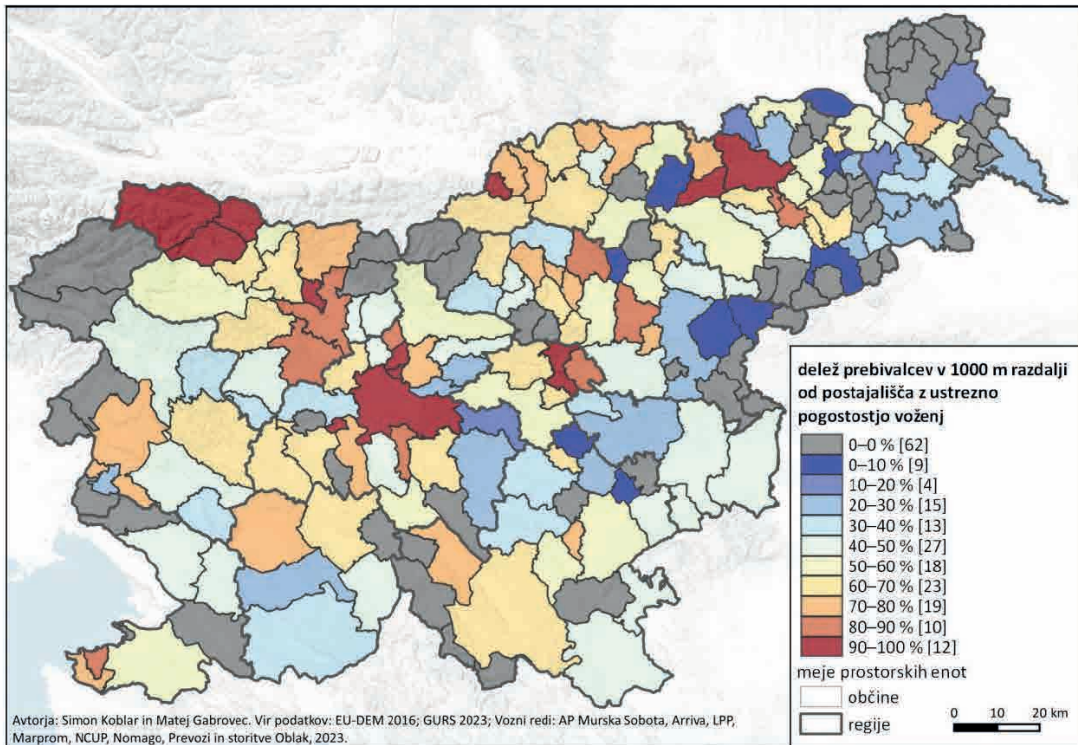 delež prebivalcev v 1000 m razdalji
od postajališča z ustrezno
pogostostjo voženj
0–0 % [62]
0–10 % [9]
10–20 % [4]
20–30 % [15]
30–40 % [13]
40–50 % [27]
50–60 % [18]
60–70 % [23]
70–80 % [19]
80–90 % [10]
90–100 % [12]
meje prostorskih enot
občine
regije
0 10 20 km
Avtorja: Simon Koblar in Matej Gabrovec. Vir podatkov: EU-DEM 2016; GURS 2023; Vozni redi: AP Murska Sobota, Arriva, LPP,
Marprom, NCUP, Nomago, Prevozi in storitve Oblak, 2023.